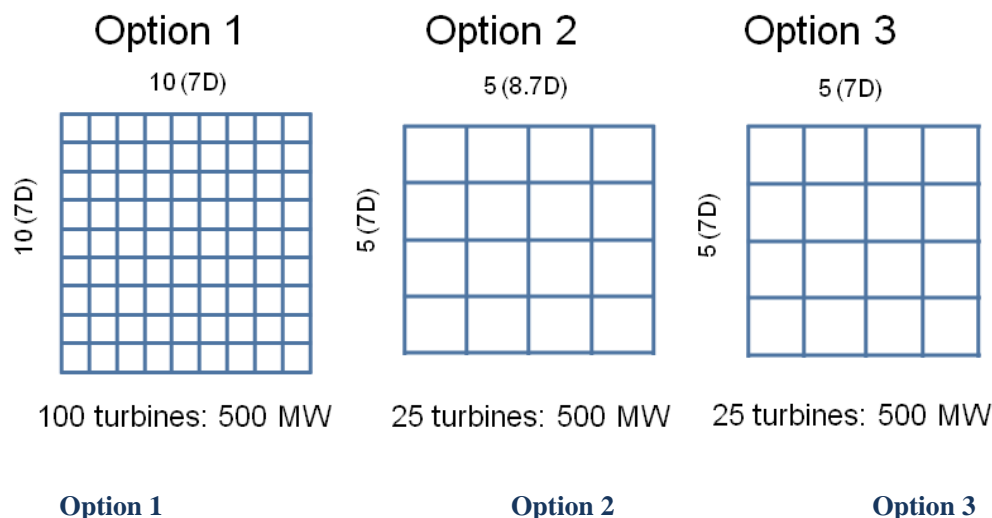 Option 1
Option 2
Option 3
10 (7D)
5 (8.7D)
5 (7D)
10 (7D)
5 (7D)
5 (7D)
100 turbines: 500 MW
25 turbines: 500 MW
25 turbines: 500 MW
Option 1
Option 2
Option 3